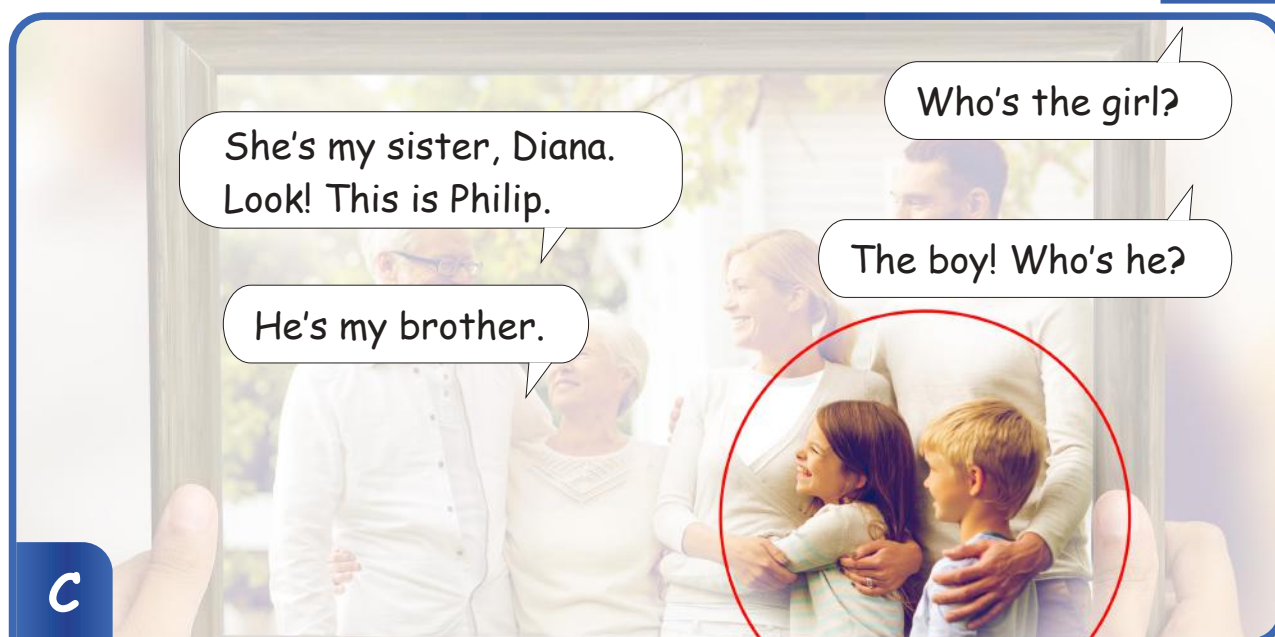 Who's the girl?
She's my sister, Diana.
Look! This is Philip.
The boy! Who's he?
He's my brother.
C